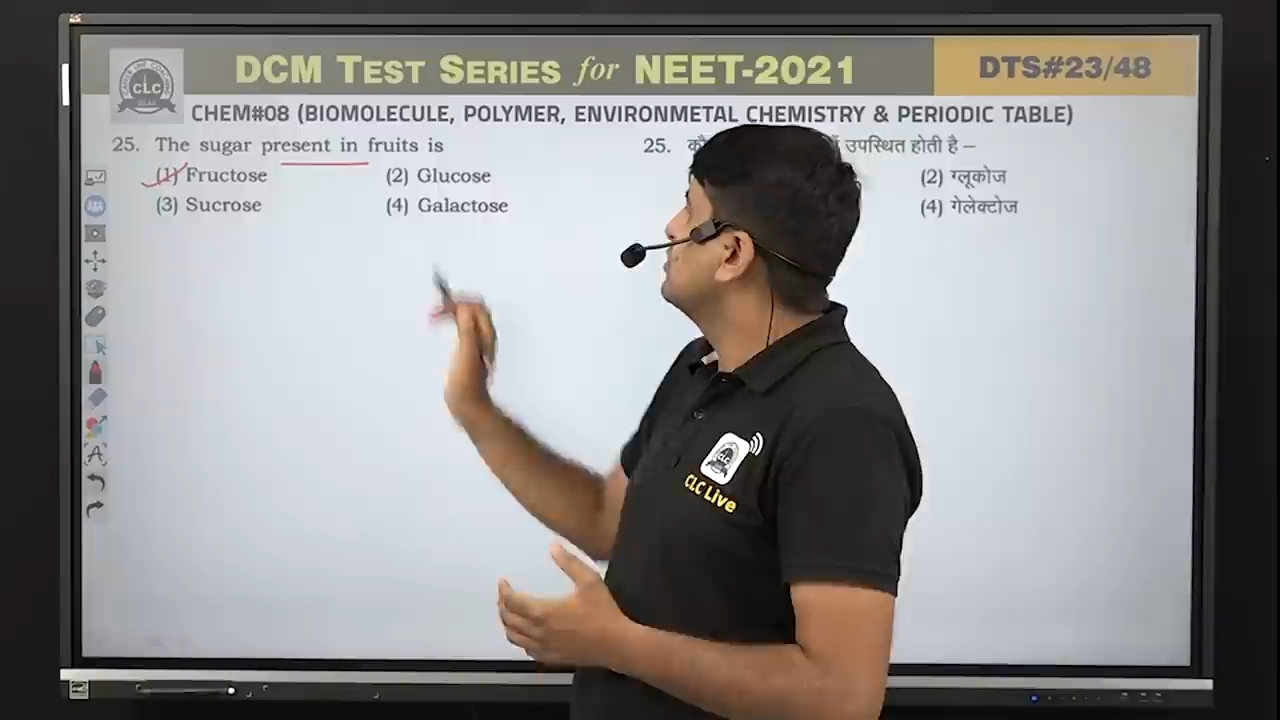 DCM TEST SERIES for NEET-2021
DTS#23/48
CLC
CHEM#08 (BIOMOLECULE, POLYMER, ENVIRONMETAL CHEMISTRY & PERIODIC TABLE)
25. The sugar present in fruits is
(1) Fructose (2) Glucose
(3) Sucrose (4) Galactose
25. उपस्थित होती है –
(2) ग्लूकोज
(4) गेलेक्टोज
CLC
CLC Live